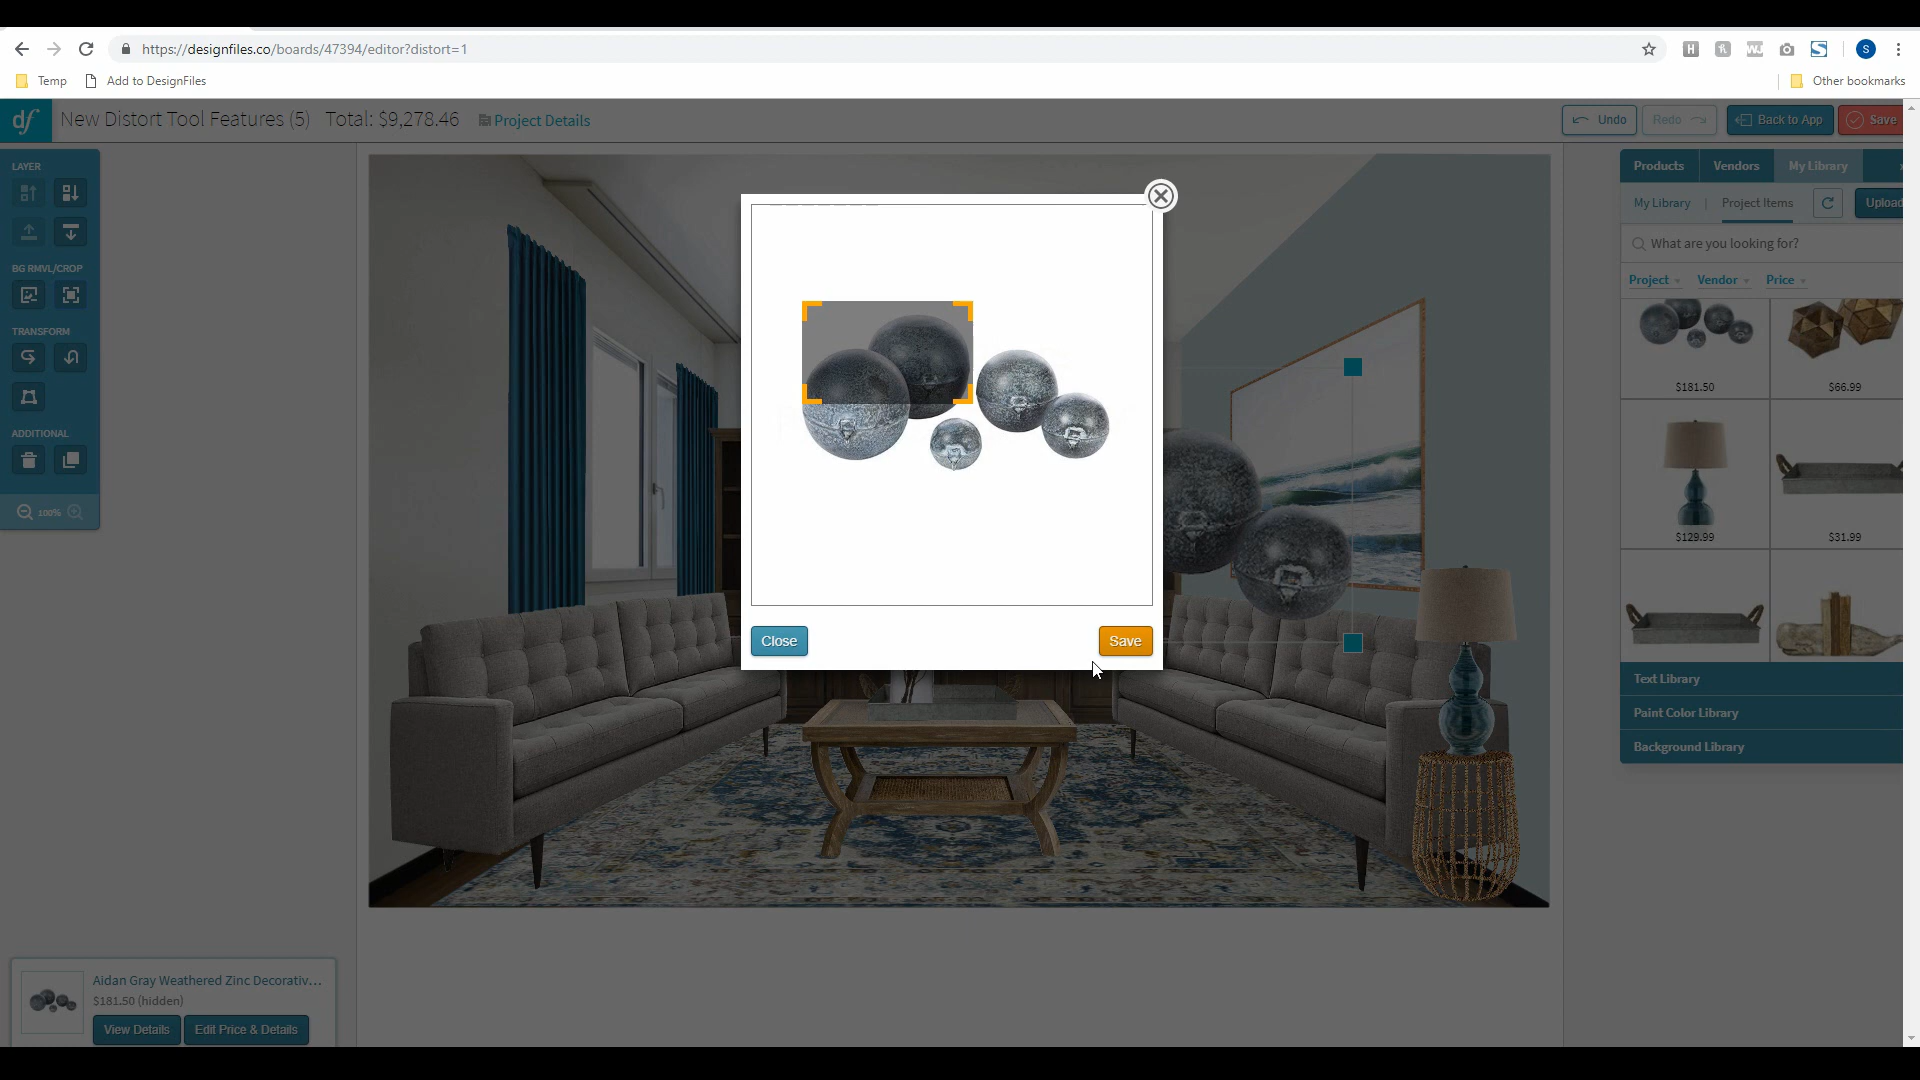 https://designfiles.co/boards/47394/editor?distort=1
H
WJ
S
S
Temp
Add to DesignFiles
Other bookmarks
df
New Distort Tool Features (5)
Total: $9,278.46
Project Details
Undo
Redo
Back to App
Save
LAYER
BG RMVL/CROP
TRANSFORM
ADDITIONAL
100%
Close
Save
Products
Vendors
My Library
My Library
Project Items
Upload
What are you looking for?
Project
Vendor
Price
$181.50
$66.99
$129.99
$31.99
Text Library
Paint Color Library
Background Library
Aidan Gray Weathered Zinc Decorativ...
$181.50 (hidden)
View Details
Edit Price & Details